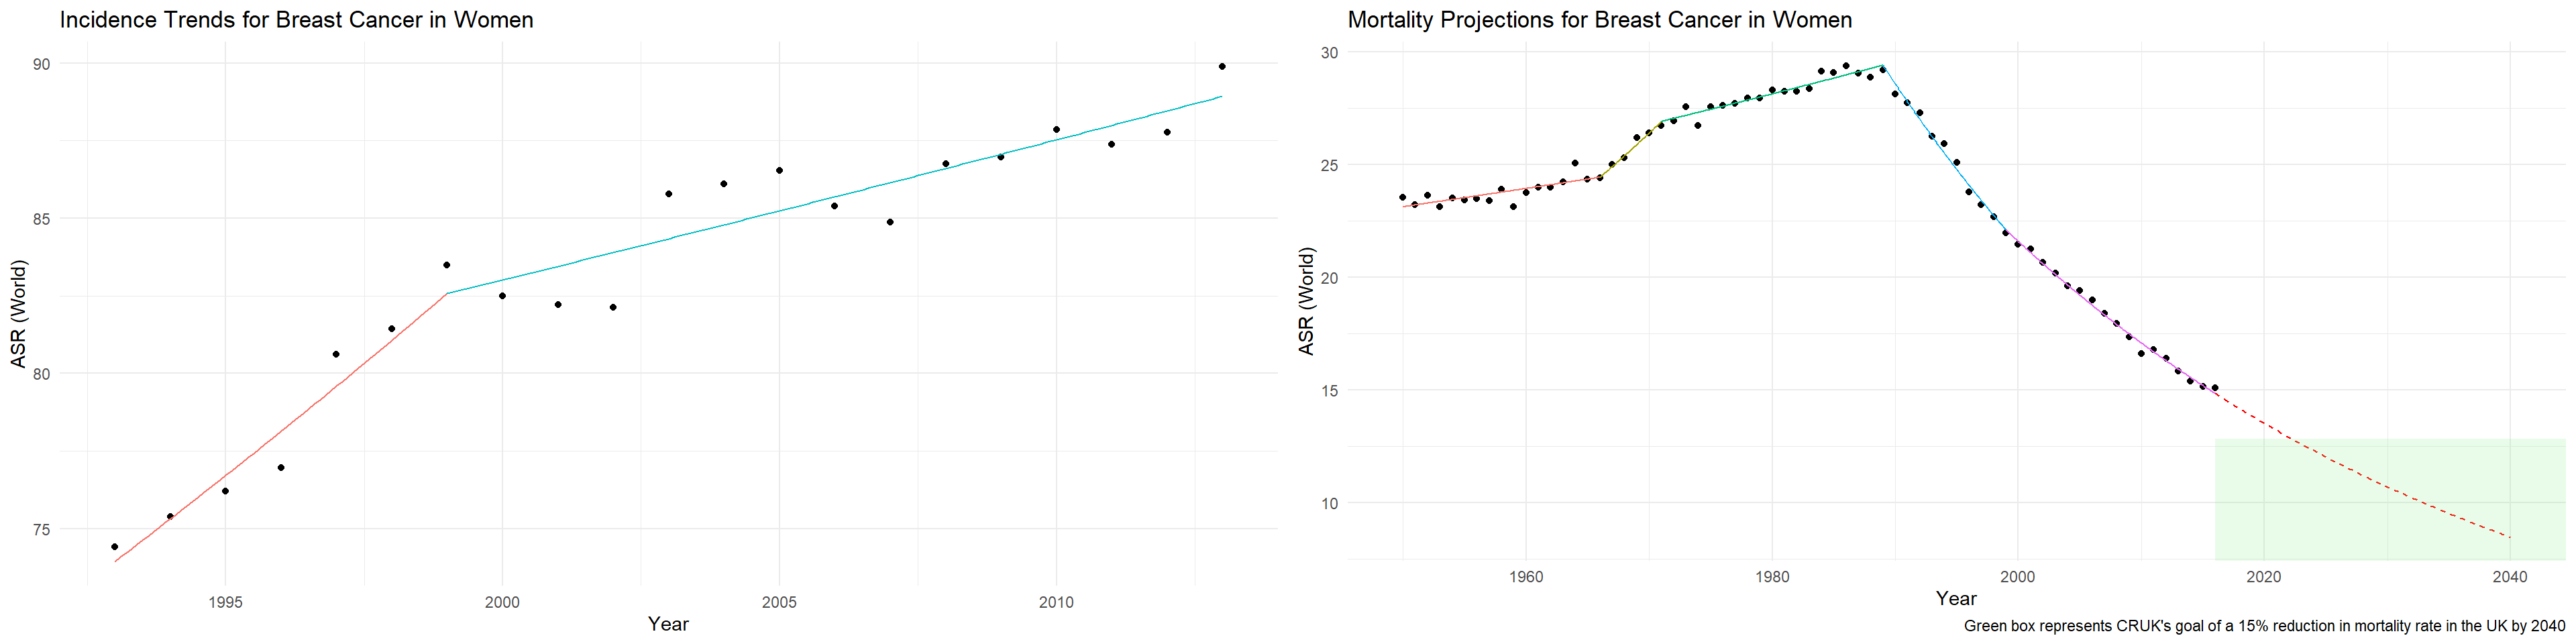 Incidence Trends for Breast Cancer in Women
90
85
80
75
ASR (World)
1995
2000
2005
2010
Year
Mortality Projections for Breast Cancer in Women
30
25
20
15
10
ASR (World)
1960
1980
2000
2020
2040
Year
Green box represents CRUK's goal of a 15% reduction in mortality rate in the UK by 2040